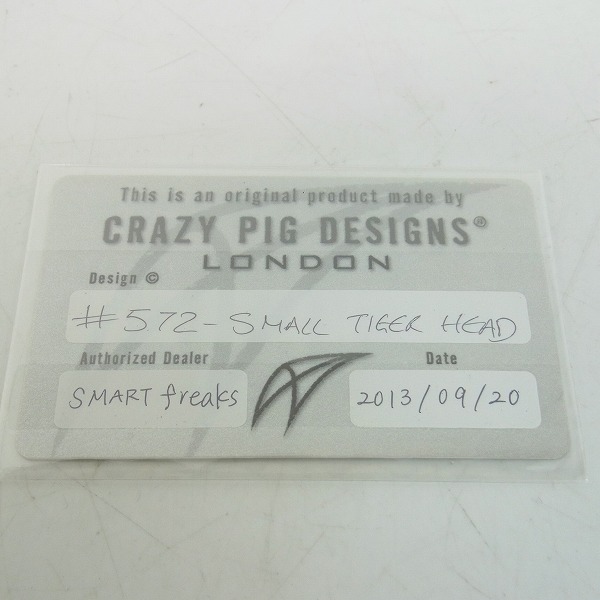 This is an original product made by
CRAZY PIG DESIGNS®
LONDON
Design ©
#572-SMALL TIGER HEAD
Authorized Dealer
Date
SMART freaks
2013/09/20